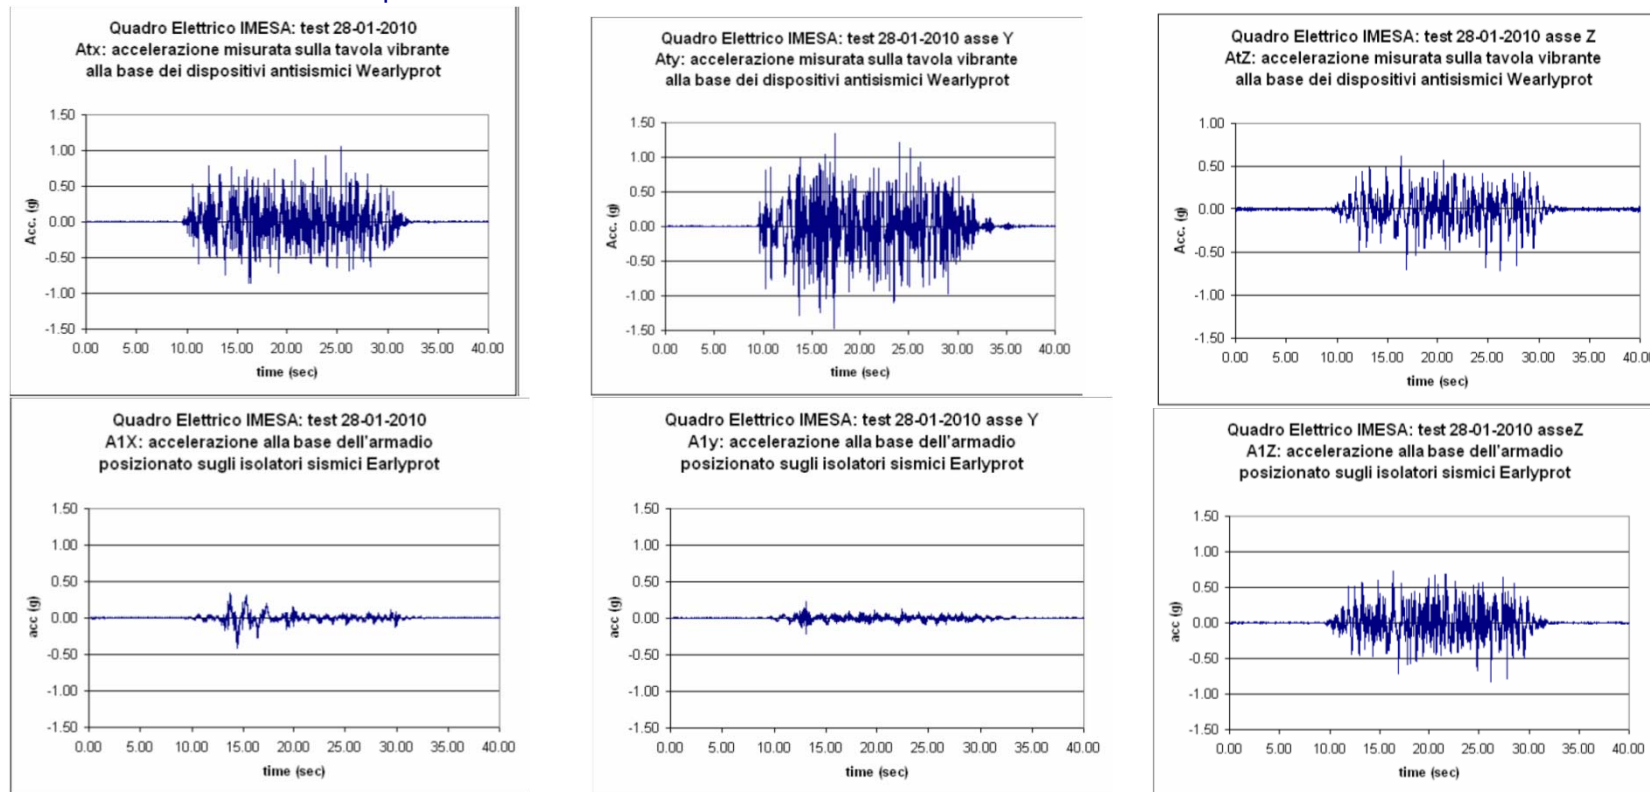 Quadro Elettrico IMESA: test 28-01-2010
Atx: accelerazione misurata sulla tavola vibrante
alla base dei dispositivi antisismici Wearlyprot
1.50
1.00
0.50
0.00
-0.50
-1.00
-1.50
Acc. (g)
0.00 5.00 10.00 15.00 20.00 25.00 30.00 35.00 40.00
time (sec)
Quadro Elettrico IMESA: test 28-01-2010 asse Y
Aty: accelerazione misurata sulla tavola vibrante
alla base dei dispositivi antisismici Wearlyprot
1.50
1.00
0.50
0.00
-0.50
-1.00
-1.50
Acc. (g)
0.00 5.00 10.00 15.00 20.00 25.00 30.00 35.00 40.00
time (sec)
Quadro Elettrico IMESA: test 28-01-2010 asse Z
AtZ: accelerazione misurata sulla tavola vibrante
alla base dei dispositivi antisismici Wearlyprot
1.00
0.50
0.00
-0.50
-1.00
-1.50
Acc. (g)
0.00 5.00 10.00 15.00 20.00 25.00 30.00 35.00 40.00
time (sec)
Quadro Elettrico IMESA: test 28-01-2010
A1X: accelerazione alla base dell'armadio
posizionato sugli isolatori sismici Earlyprot
1.50
1.00
0.50
0.00
-0.50
-1.00
-1.50
acc (g)
0.00 5.00 10.00 15.00 20.00 25.00 30.00 35.00 40.00
time (sec)
Quadro Elettrico IMESA: test 28-01-2010 asse Y
A1y: accelerazione alla base dell'armadio
posizionato sugli isolatori sismici Earlyprot
1.50
1.00
0.50
0.00
-0.50
-1.00
-1.50
acc (g)
0.00 5.00 10.00 15.00 20.00 25.00 30.00 35.00 40.00
time (sec)
Quadro Elettrico IMESA: test 28-01-2010 asseZ
A1Z: accelerazione alla base dell'armadio
posizionato sugli isolatori sismici Earlyprot
1.50
1.00
0.50
0.00
-0.50
-1.00
-1.50
acc (g)
0.00 5.00 10.00 15.00 20.00 25.00 30.00 35.00 40.00
time (sec)